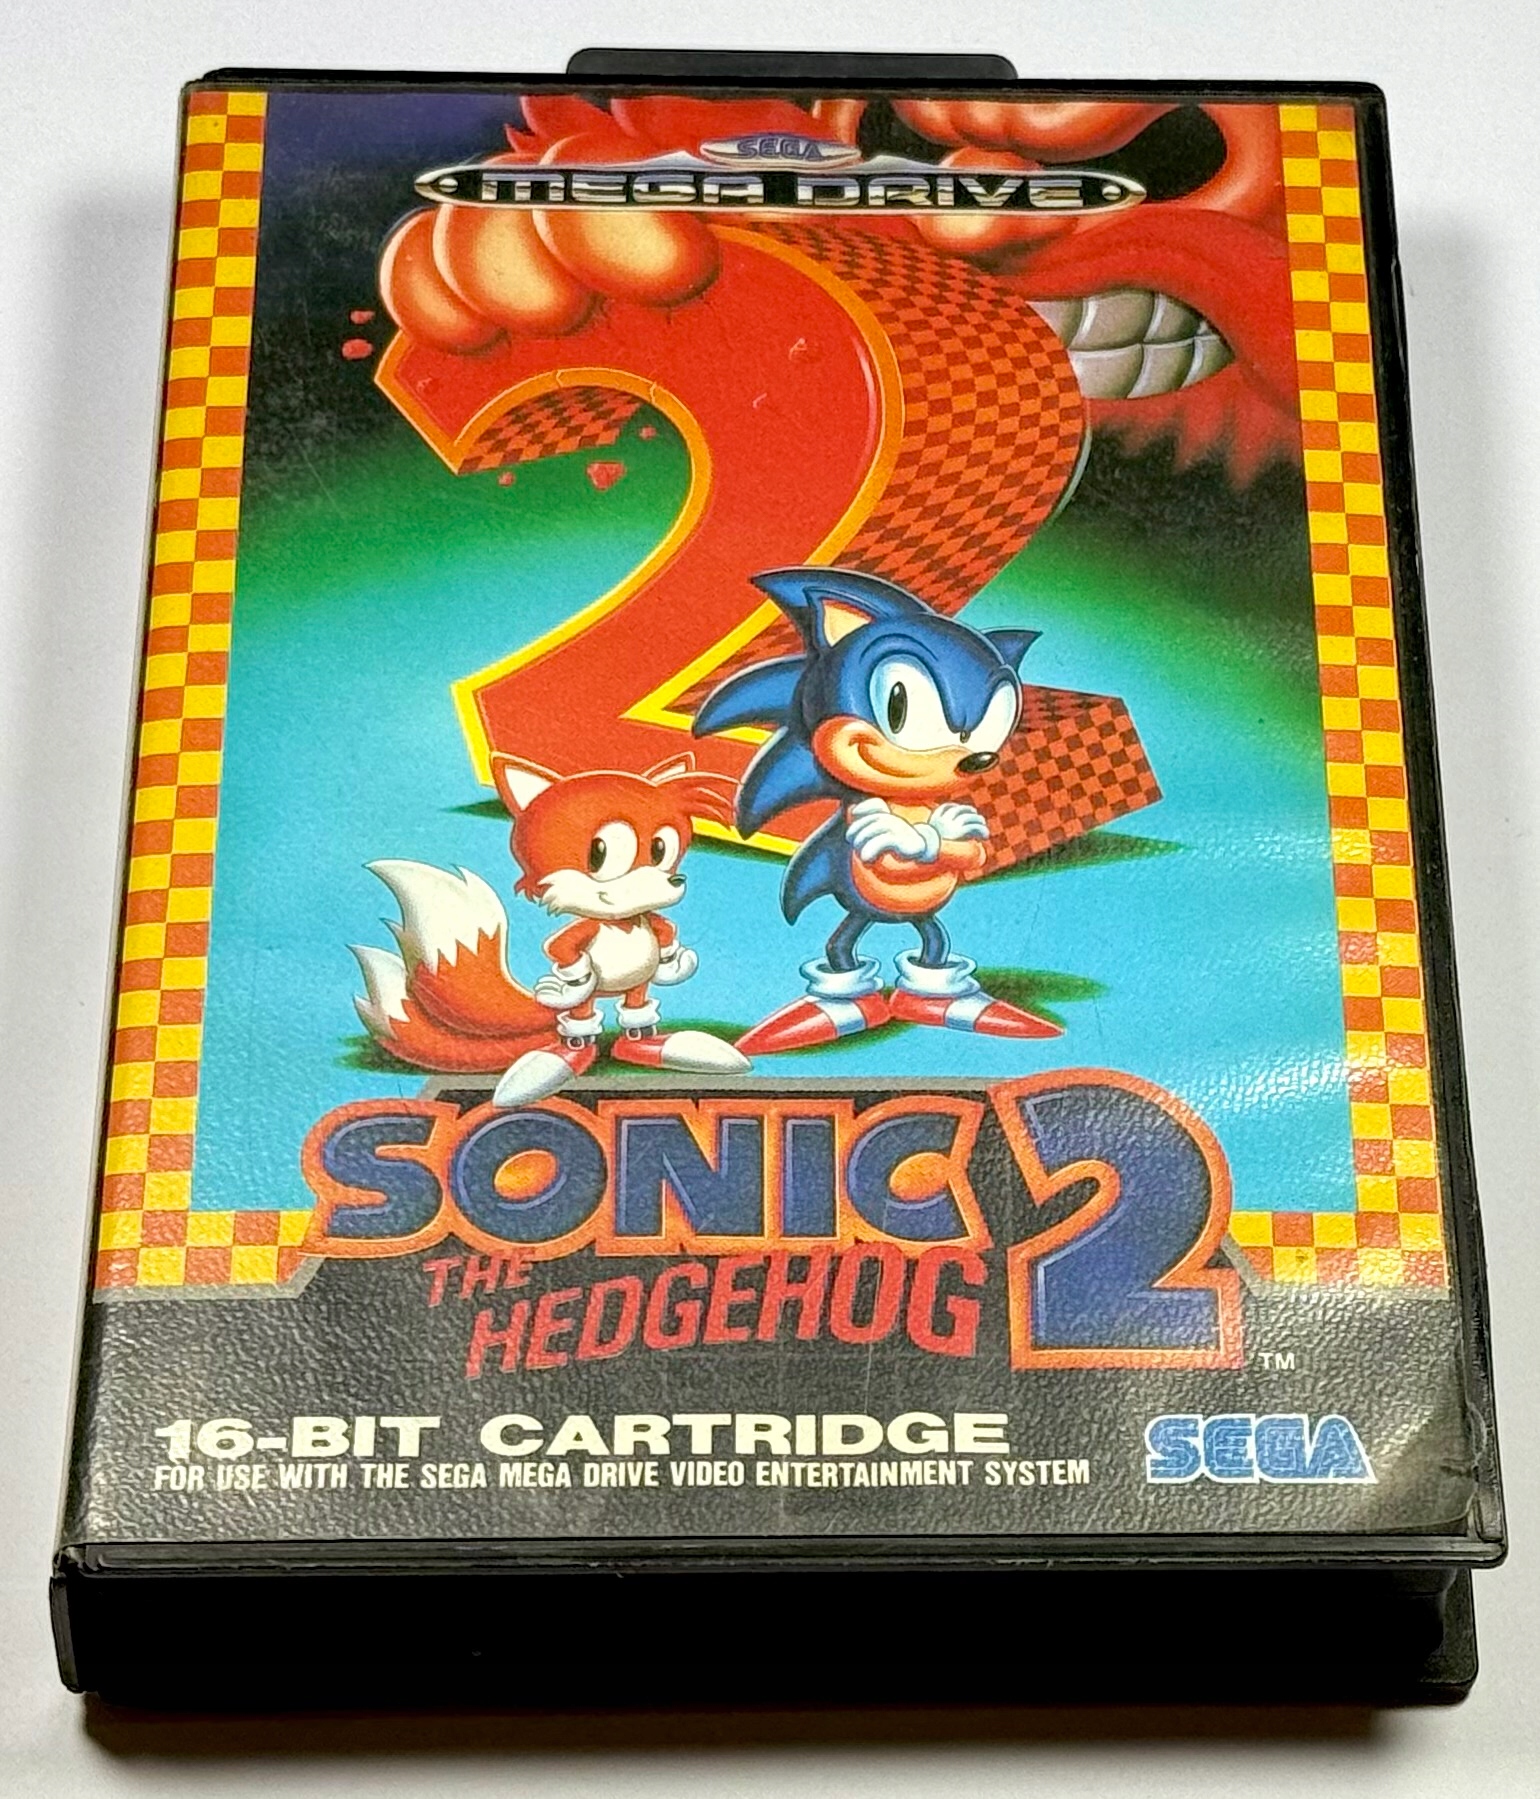 SEGA
MEGA DRIVE
2
SONIC 2
THE
HEDGEHOG
TM
16-BIT CARTRIDGE
FOR USE WITH THE SEGA MEGA DRIVE VIDEO ENTERTAINMENT SYSTEM
SEGA